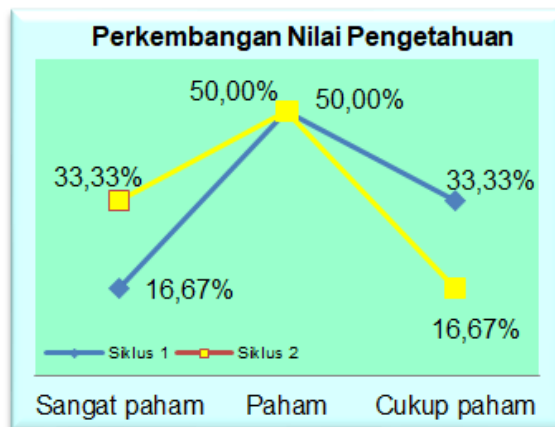 Perkembangan Nilai Pengetahuan
50,00% 50,00%
33,33% 33,33%
16,67%
16,67%
Siklus 1 Siklus 2
Sangat paham Paham Cukup paham